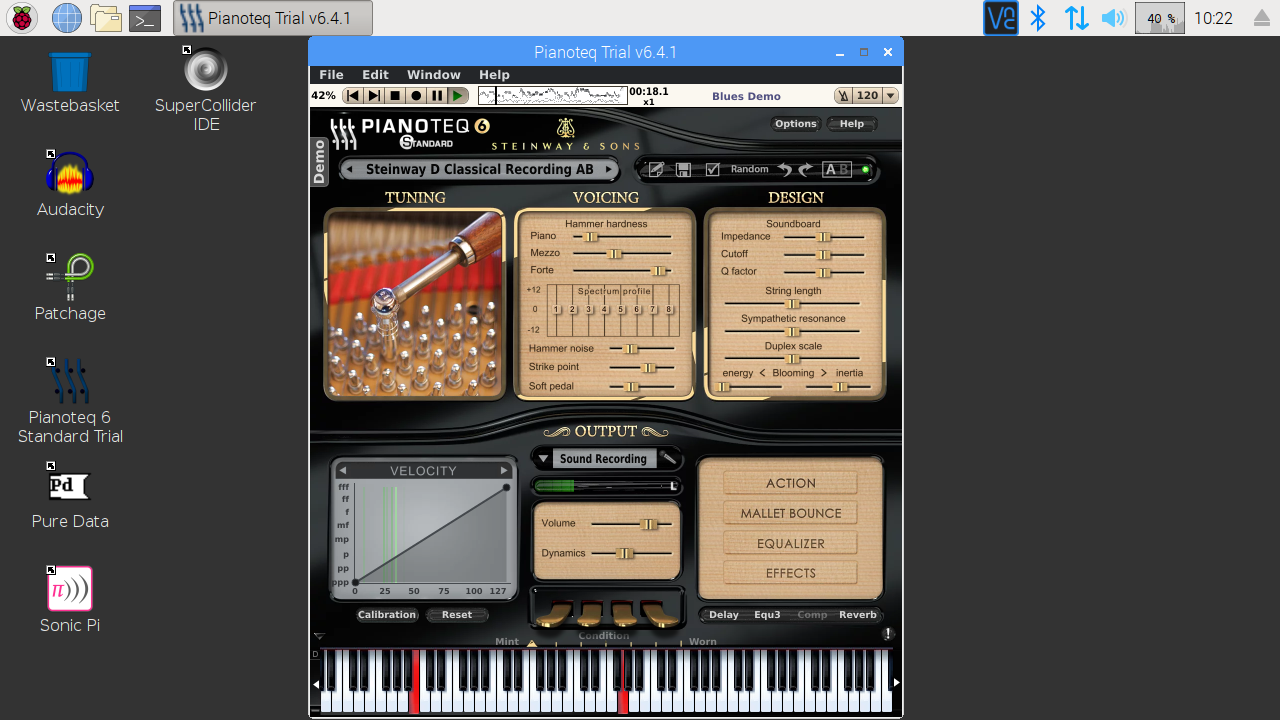 Pianoteq Trial v6.4.1
V2
40 %
10:22
Wastebasket
SuperCollider
IDE
Audacity
Patchage
Pianoteq 6
Standard Trial
Pd
Pure Data
π)))
Sonic Pi
Pianoteq Trial v6.4.1
File Edit Window Help
42%
00:18.1
x1
Blues Demo
120
PIANOTEQ 6
STANDARD
STEINWAY & SONS
Options Help
Demo
Steinway D Classical Recording AB
Random
A B
TUNING VOICING DESIGN
Hammer hardness
Piano
Mezzo
Forte
Spectrum profile
+12
0
-12
1 2 3 4 5 6 7 8
Hammer noise
Strike point
Soft pedal
Soundboard
Impedance
Cutoff
Q factor
String length
Sympathetic resonance
Duplex scale
energy < Blooming > inertia
OUTPUT
VELOCITY
fff
ff
f
mf
mp
p
pp
ppp
0 25 50 75 100 127
Calibration Reset
Sound Recording
L
Volume
Dynamics
ACTION
MALLET BOUNCE
EQUALIZER
EFFECTS
Delay Equ3 Comp Reverb
Condition
Mint Worn
!
D